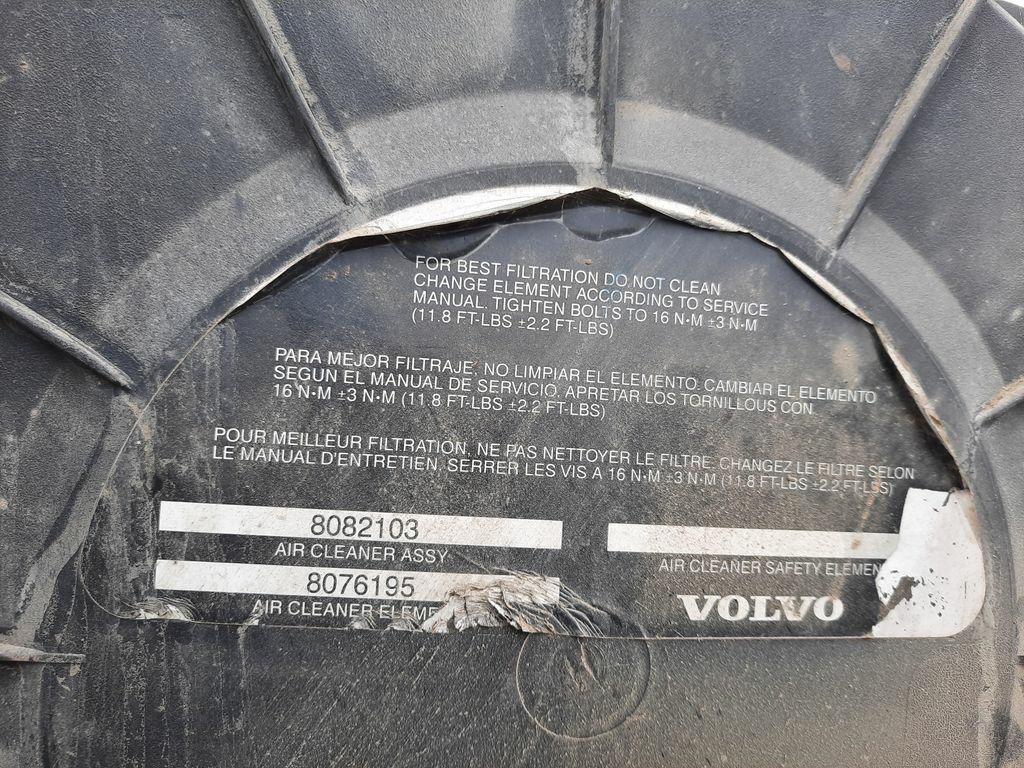 FOR BEST FILTRATION DO NOT CLEAN
CHANGE ELEMENT ACCORDING TO SERVICE
MANUAL. TIGHTEN BOLTS TO 16 N·M ±3 N·M
(11.8 FT-LBS ±2.2 FT-LBS)
PARA MEJOR FILTRAJE, NO LIMPIAR EL ELEMENTO. CAMBIAR EL ELEMENTO
SEGUN EL MANUAL DE SERVICIO. APRETAR LOS TORNILLOUS CON
16 N·M ±3 N·M (11.8 FT-LBS ±2.2 FT-LBS)
POUR MEILLEUR FILTRATION, NE PAS NETTOYER LE FILTRE. CHANGEZ LE FILTRE SELON
LE MANUAL D'ENTRETIEN. SERRER LES VIS A 16 N·M ±3 N·M (11.8 FT-LBS ±2.2 FT-LBS)
8082103
AIR CLEANER ASSY
8076195
AIR CLEANER ELEME
AIR CLEANER SAFETY ELEMEN
VOLVO